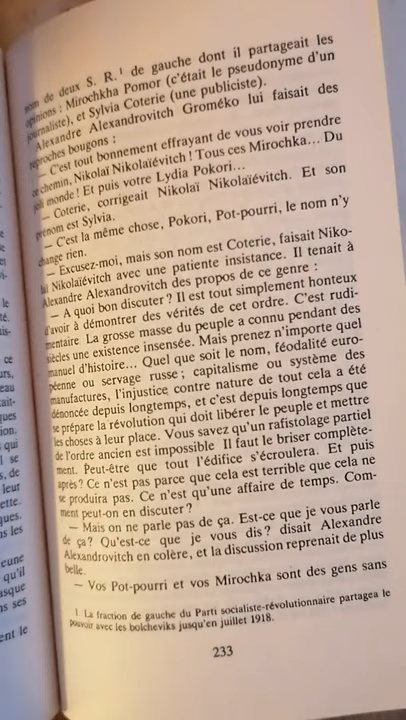 nom de deux S. R.¹ de gauche dont il partageait les
opinions : Mirochkha Pomor (c'était le pseudonyme d'un
journaliste), et Sylvia Coterie (une publiciste).
Alexandre Alexandrovitch Groméko lui faisait des
reproches bougons :
— C'est tout bonnement effrayant de vous voir prendre
ce chemin, Nikolaï Nikolaïévitch ! Tous ces Mirochka... Du
joli monde ! Et puis votre Lydia Pokori...
— Coterie, corrigeait Nikolaï Nikolaïévitch. Et son
prénom est Sylvia.
— C'est la même chose, Pokori, Pot-pourri, le nom n'y
change rien.
— Excusez-moi, mais son nom est Coterie, faisait Niko-
laï Nikolaïévitch avec une patiente insistance. Il tenait à
Alexandre Alexandrovitch des propos de ce genre :
— A quoi bon discuter ? Il est tout simplement honteux
d'avoir à démontrer des vérités de cet ordre. C'est rudi-
mentaire La grosse masse du peuple a connu pendant des
siècles une existence insensée. Mais prenez n'importe quel
manuel d'histoire... Quel que soit le nom, féodalité euro-
péenne ou servage russe ; capitalisme ou système des
manufactures, l'injustice contre nature de tout cela a été
dénoncée depuis longtemps, et c'est depuis longtemps que
se prépare la révolution qui doit libérer le peuple et mettre
les choses à leur place. Vous savez qu'un rafistolage partiel
de l'ordre ancien est impossible Il faut le briser complète-
ment. Peut-être que tout l'édifice s'écroulera. Et puis
après ? Ce n'est pas parce que cela est terrible que cela ne
se produira pas. Ce n'est qu'une affaire de temps. Com-
ment peut-on en discuter ?
— Mais on ne parle pas de ça. Est-ce que je vous parle
de ça ? Qu'est-ce que je vous dis ? disait Alexandre
Alexandrovitch en colère, et la discussion reprenait de plus
belle.
— Vos Pot-pourri et vos Mirochka sont des gens sans
1. La fraction de gauche du Parti socialiste-révolutionnaire partagea le
pouvoir avec les bolcheviks jusqu'en juillet 1918.
233